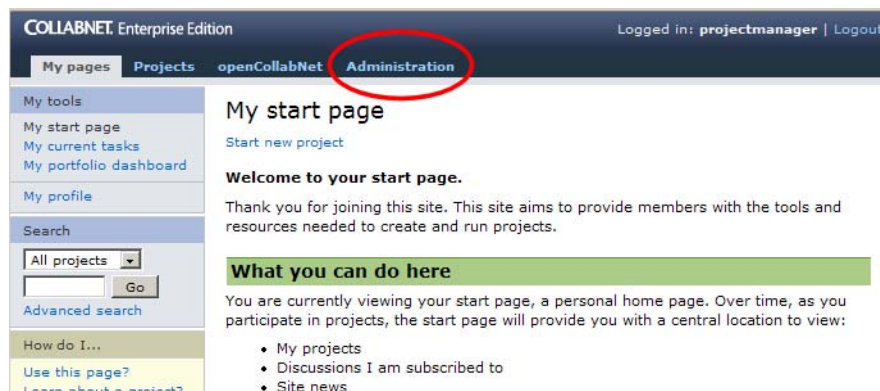 COLLABNET. Enterprise Edition
Logged in: projectmanager | Logout
My pages Projects openCollabNet Administration
My tools
My start page
My current tasks
My portfolio dashboard
My profile
Search
All projects
Go
Advanced search
How do I...
Use this page?
Learn about a project?
My start page
Start new project
Welcome to your start page.
Thank you for joining this site. This site aims to provide members with the tools and
resources needed to create and run projects.
What you can do here
You are currently viewing your start page, a personal home page. Over time, as you
participate in projects, the start page will provide you with a central location to view:
• My projects
• Discussions I am subscribed to
• Site news